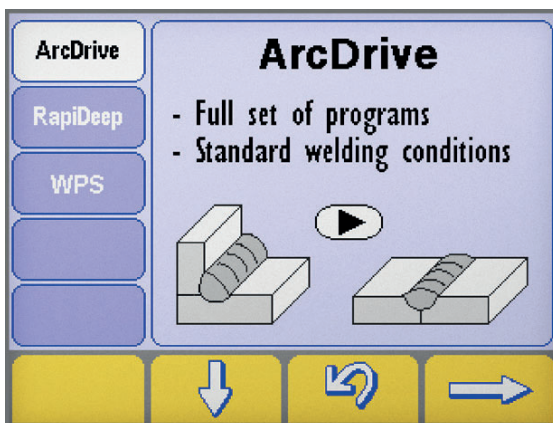 ArcDrive
RapiDeep
WPS
ArcDrive
- Full set of programs
- Standard welding conditions